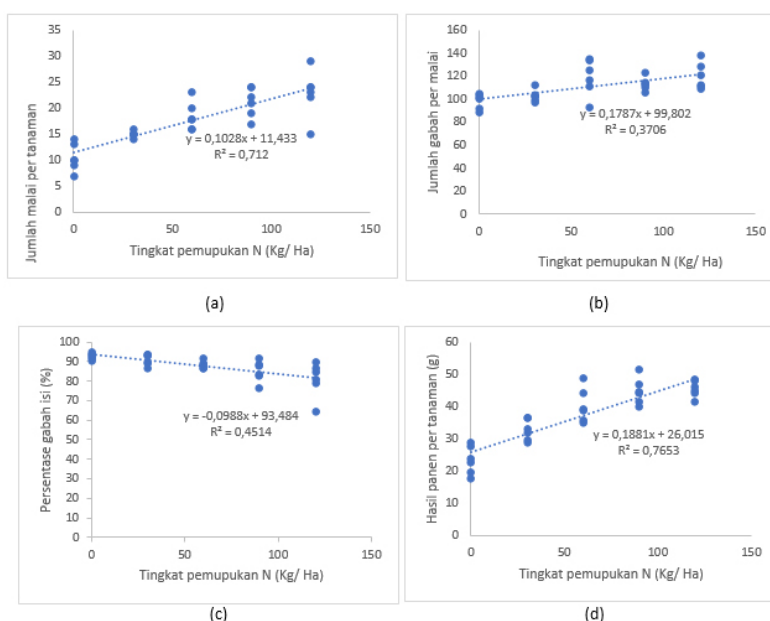 Jumlah malai per tanaman
35
30
25
20
15
10
5
0
y = 0,1028x + 11,433
R² = 0,712
0
50
100
150
Tingkat pemupukan N (Kg/ Ha)
(a)
Jumlah gabah per malai
160
140
120
100
80
60
40
20
0
y = 0,1787x + 99,802
R² = 0,3706
0
50
100
150
Tingkat pemupukan N (Kg/ Ha)
(b)
Persentase gabah isi (%)
100
90
80
70
60
50
40
30
20
10
0
y = -0,0988x + 93,484
R² = 0,4514
0
50
100
150
Tingkat pemupukan N (Kg/ Ha)
(c)
Hasil panen per tanaman (g)
60
50
40
30
20
10
0
y = 0,1881x + 26,015
R² = 0,7653
0
50
100
150
Tingkat pemupukan N (Kg/ Ha)
(d)